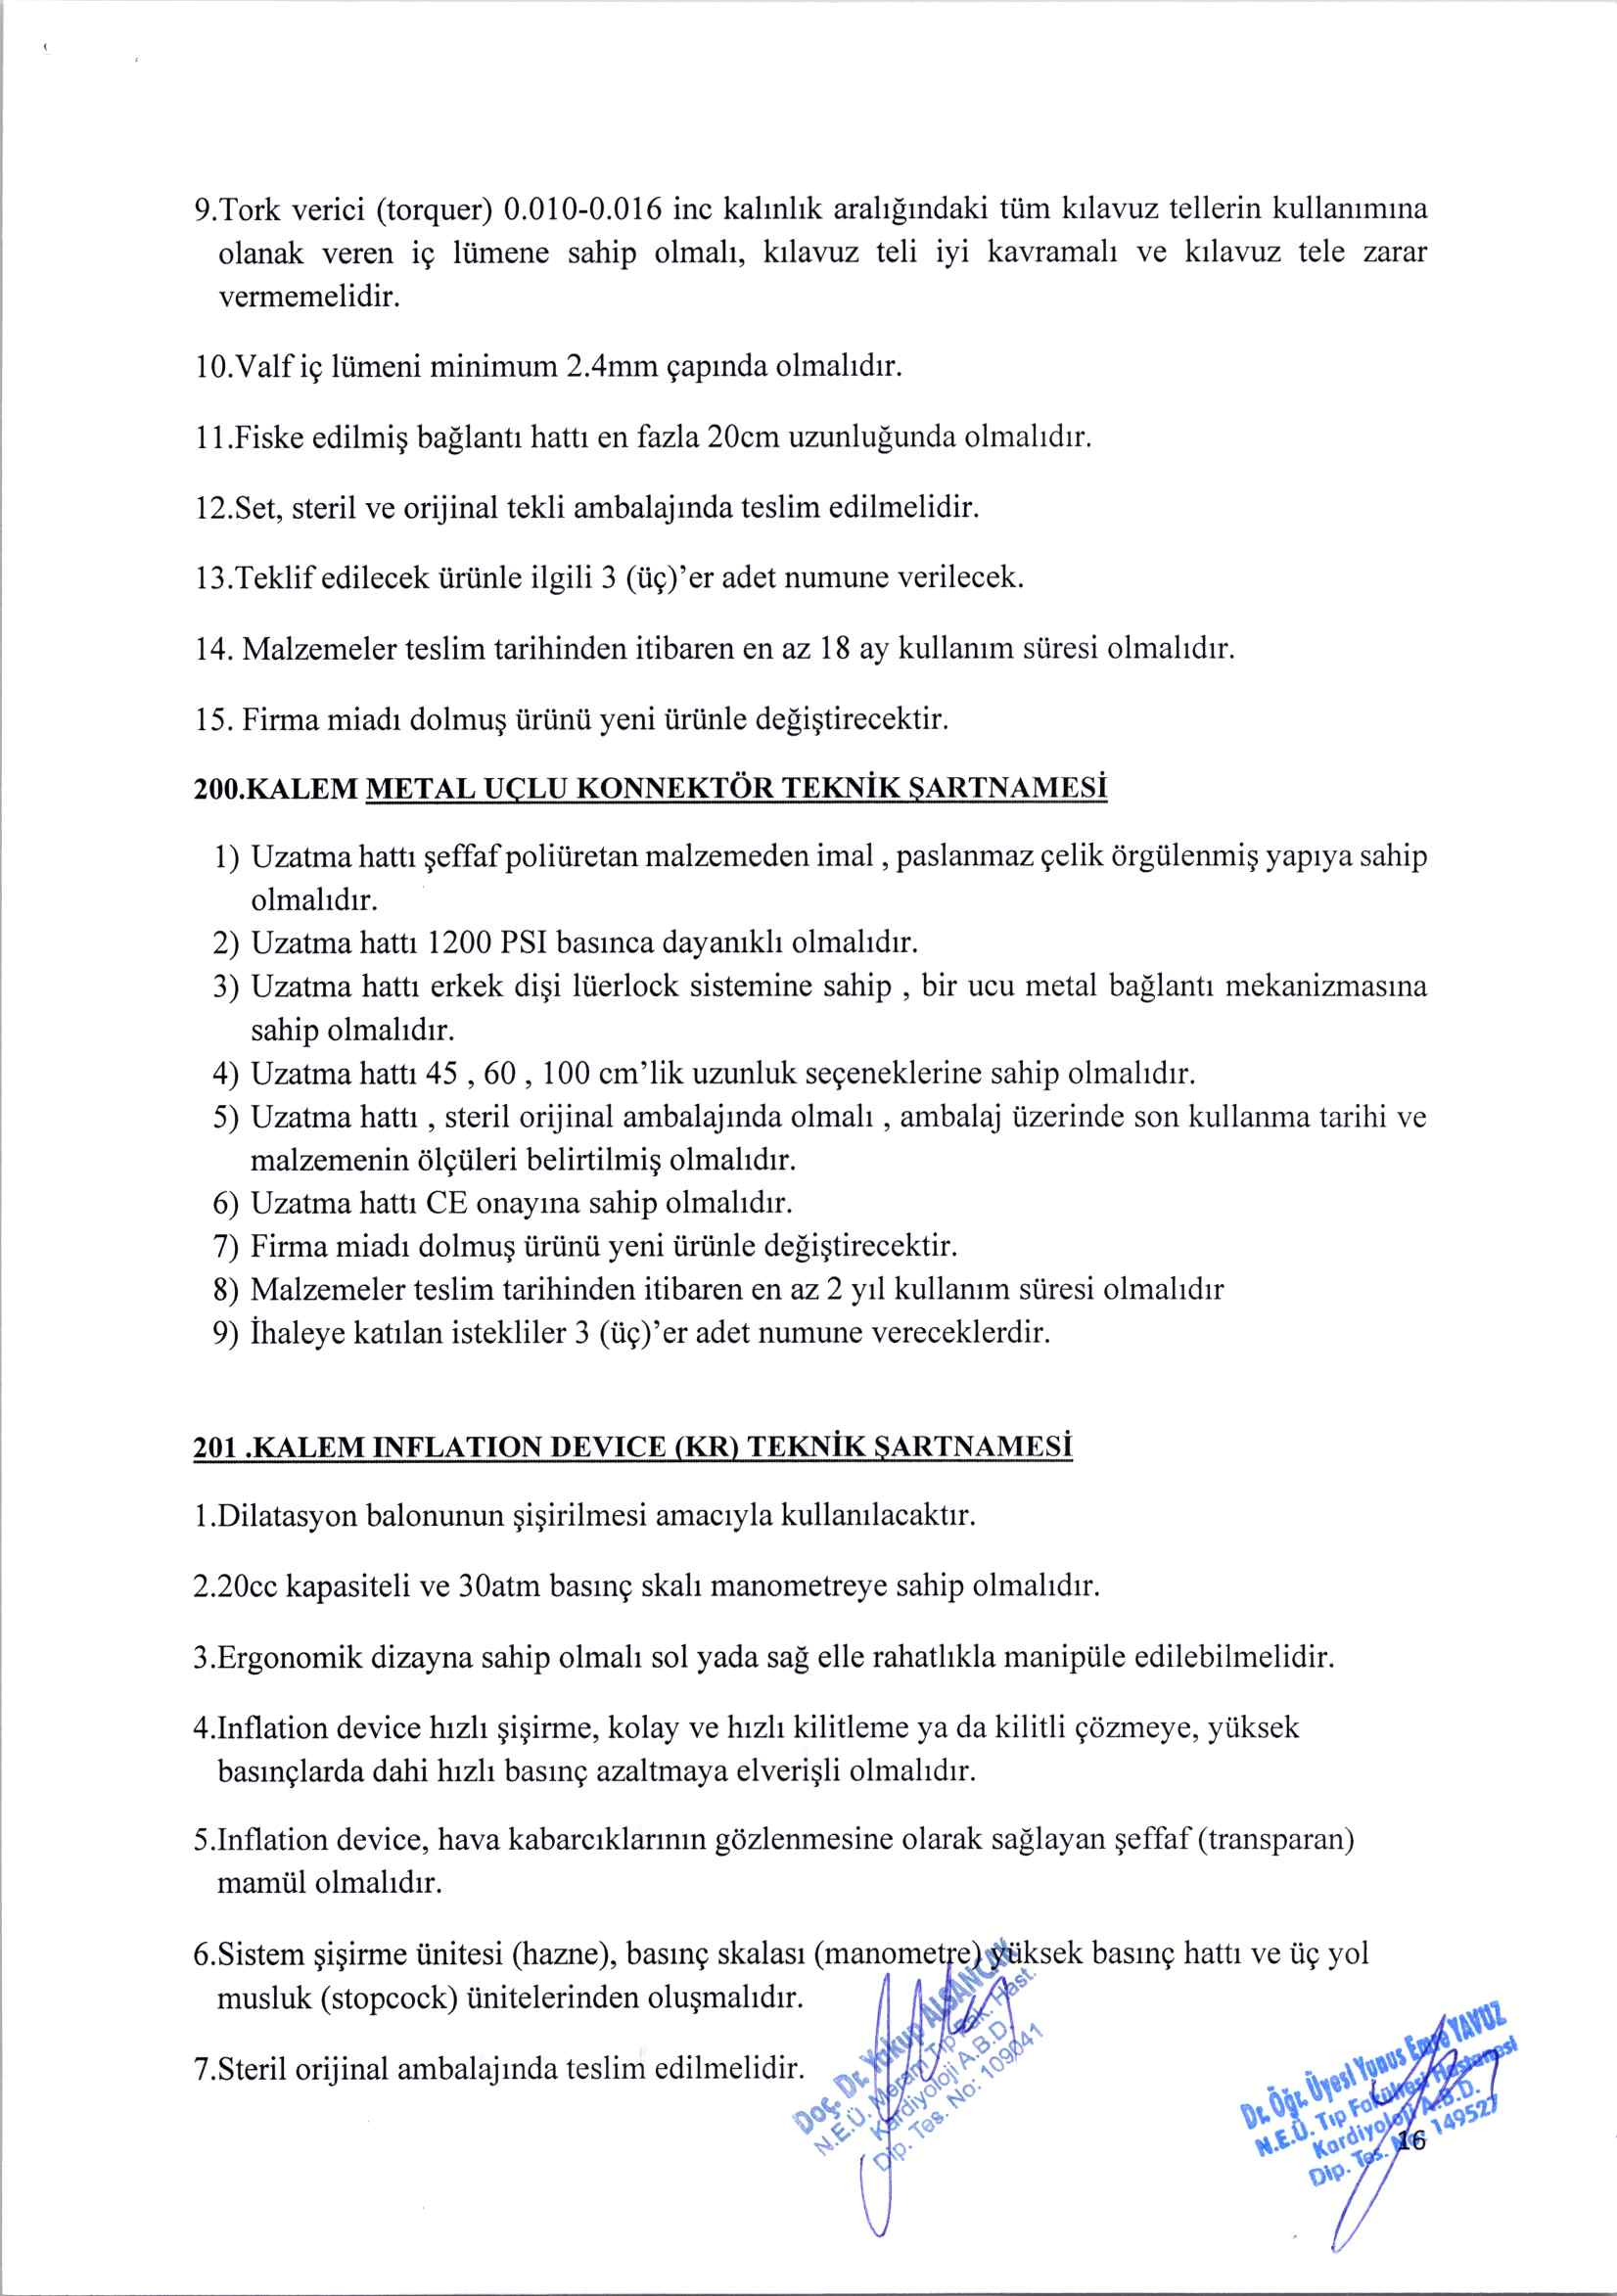 9.Tork verici (torquer) 0.010-0.016 inc kalınlık aralığındaki tüm kılavuz tellerin kullanımına
olanak veren iç lümene sahip olmalı, kılavuz teli iyi kavramalı ve kılavuz tele zarar
vermemelidir.
10.Valf iç lümeni minimum 2.4mm çapında olmalıdır.
11.Fiske edilmiş bağlantı hattı en fazla 20cm uzunluğunda olmalıdır.
12.Set, steril ve orijinal tekli ambalajında teslim edilmelidir.
13.Teklif edilecek ürünle ilgili 3 (üç)’er adet numune verilecek.
14. Malzemeler teslim tarihinden itibaren en az 18 ay kullanım süresi olmalıdır.
15. Firma miadı dolmuş ürünü yeni ürünle değiştirecektir.
200.KALEM METAL UÇLU KONNEKTÖR TEKNİK ŞARTNAMESİ
1) Uzatma hattı şeffaf poliüretan malzemeden imal , paslanmaz çelik örgülenmiş yapıya sahip
olmalıdır.
2) Uzatma hattı 1200 PSI basınca dayanıklı olmalıdır.
3) Uzatma hattı erkek dişi lüerlock sistemine sahip , bir ucu metal bağlantı mekanizmasına
sahip olmalıdır.
4) Uzatma hattı 45 , 60 , 100 cm’lik uzunluk seçeneklerine sahip olmalıdır.
5) Uzatma hattı , steril orijinal ambalajında olmalı , ambalaj üzerinde son kullanma tarihi ve
malzemenin ölçüleri belirtilmiş olmalıdır.
6) Uzatma hattı CE onayına sahip olmalıdır.
7) Firma miadı dolmuş ürünü yeni ürünle değiştirecektir.
8) Malzemeler teslim tarihinden itibaren en az 2 yıl kullanım süresi olmalıdır
9) İhaleye katılan istekliler 3 (üç)’er adet numune vereceklerdir.
201 .KALEM INFLATION DEVICE (KR) TEKNİK ŞARTNAMESİ
1.Dilatasyon balonunun şişirilmesi amacıyla kullanılacaktır.
2.20cc kapasiteli ve 30atm basınç skalı manometreye sahip olmalıdır.
3.Ergonomik dizayna sahip olmalı sol yada sağ elle rahatlıkla manipüle edilebilmelidir.
4.Inflation device hızlı şişirme, kolay ve hızlı kilitleme ya da kilitli çözmeye, yüksek
basınçlarda dahi hızlı basınç azaltmaya elverişli olmalıdır.
5.Inflation device, hava kabarcıklarının gözlenmesine olarak sağlayan şeffaf (transparan)
mamül olmalıdır.
6.Sistem şişirme ünitesi (hazne), basınç skalası (manometre) yüksek basınç hattı ve üç yol
musluk (stopcock) ünitelerinden oluşmalıdır.
7.Steril orijinal ambalajında teslim edilmelidir.
Doç. Dr. Yakup ALSANCAK
N.E.Ü. Meram Tıp Fak. Hast.
Kardiyoloji A.B.D.
Dip. Tes. No: 109041
Dr. Öğr. Üyesi Yunus Emre YAVUZ
N.E.Ü. Tıp Fakültesi Hastanesi
Kardiyoloji A.B.D.
Dip. Tes. No: 149527
16